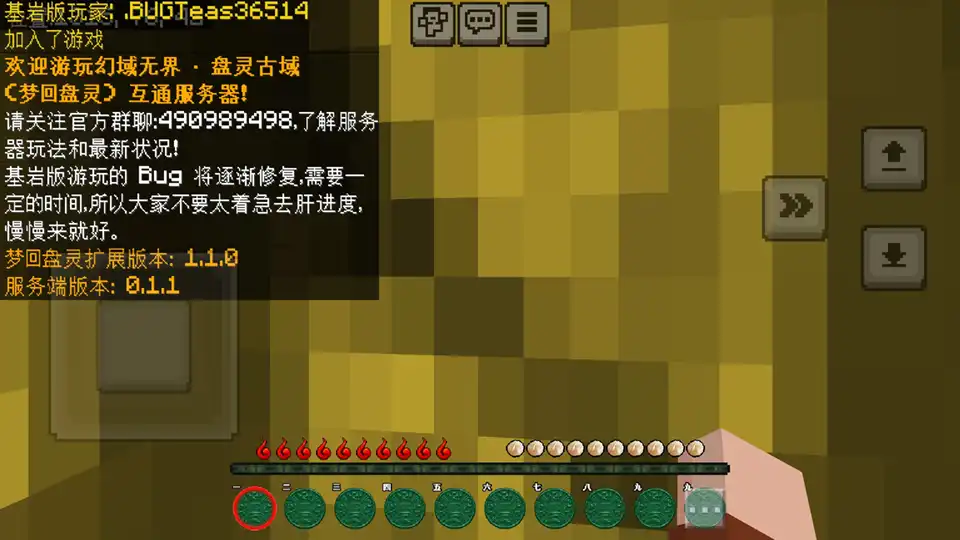 基岩版玩家: .BUGTeas36514
加入了游戏
欢迎游玩幻域无界 · 盘灵古域
(梦回盘灵) 互通服务器!
请关注官方群聊:490989498,了解服务
器玩法和最新状况!
基岩版游玩的 Bug 将逐渐修复,需要一
定的时间,所以大家不要太着急去肝进度,
慢慢来就好。
梦回盘灵扩展版本: 1.1.0
服务端版本: 0.1.1
一 二 三 四 五 六 七 八 九 九